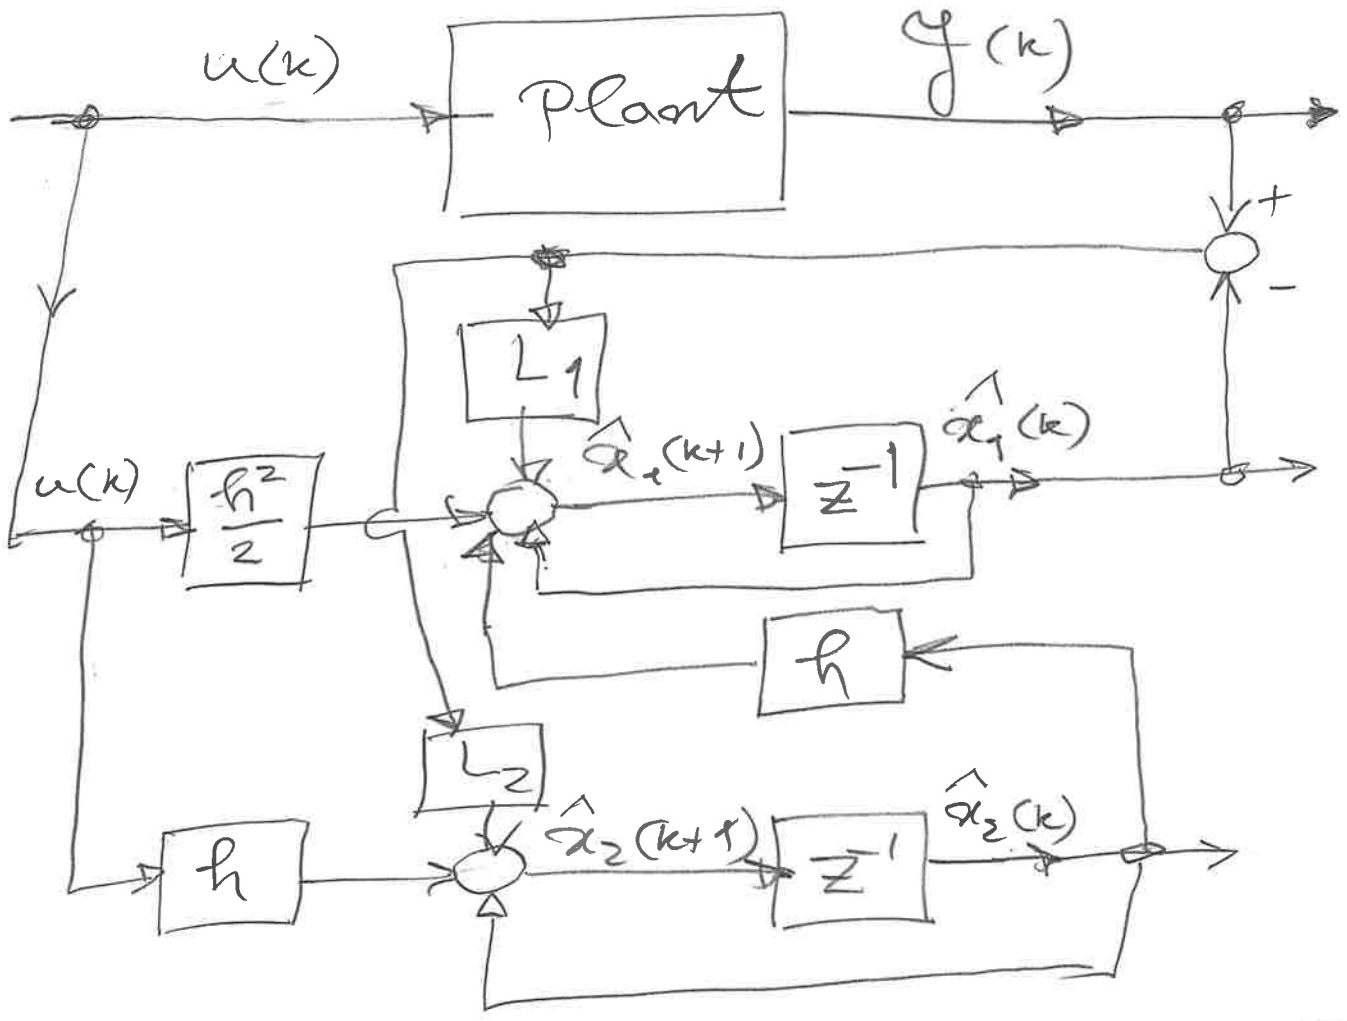 u(k)
Plant
y(k)
+
−
L1
x̂1(k+1)
z⁻¹
x̂1(k)
u(k)
h²/2
h
L2
h
x̂2(k+1)
z⁻¹
x̂2(k)